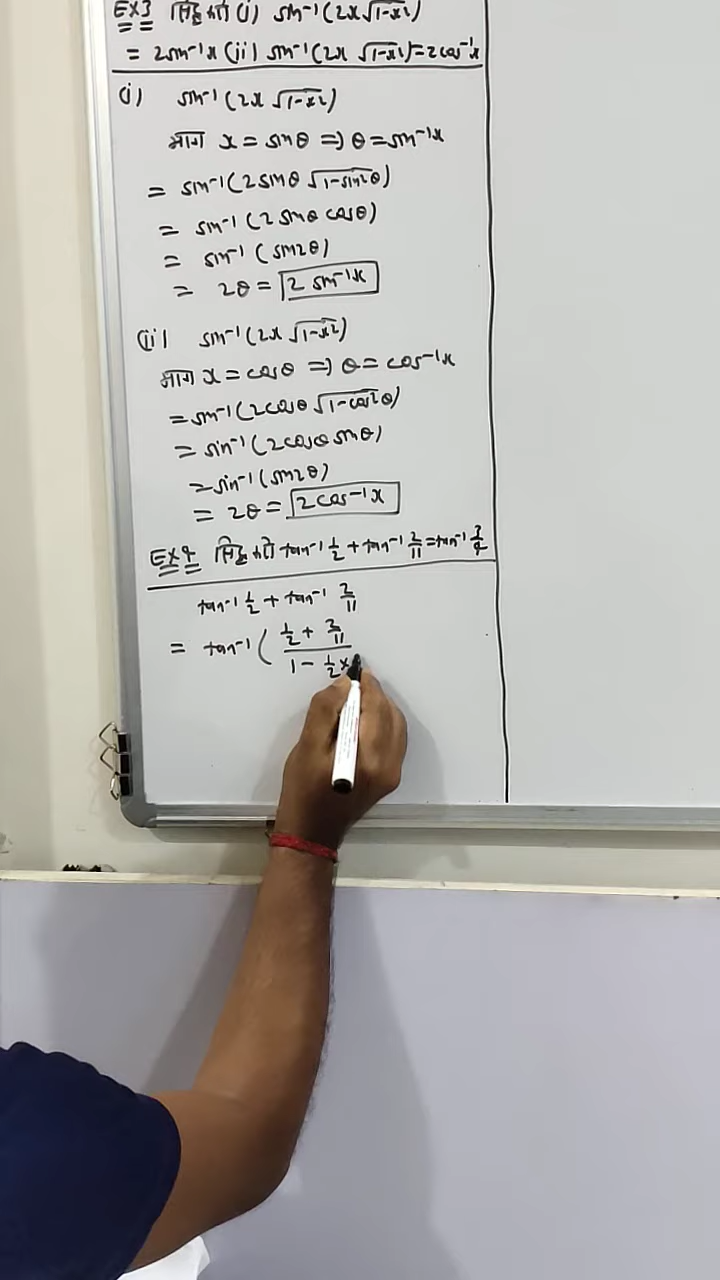 Ex3 सिद्ध करो (i) sin⁻¹(2x√1-x²)
= 2sin⁻¹x (ii) sin⁻¹(2x √1-x²)=2cos⁻¹x
(i) sin⁻¹(2x √1-x²)
माना x = sinθ ⇒ θ = sin⁻¹x
= sin⁻¹(2sinθ √1-sin²θ)
= sin⁻¹(2sinθ cosθ)
= sin⁻¹(sin2θ)
= 2θ = 2 sin⁻¹x
(ii) sin⁻¹(2x √1-x²)
माना x = cosθ ⇒ θ = cos⁻¹x
= sin⁻¹(2cosθ √1-cos²θ)
= sin⁻¹(2cosθ sinθ)
= sin⁻¹(sin2θ)
= 2θ = 2cos⁻¹x
Ex4 सिद्ध करो tan⁻¹ 1/2 + tan⁻¹ 2/11 = tan⁻¹ 3/4
tan⁻¹ 1/2 + tan⁻¹ 2/11
= tan⁻¹ ( (1/2 + 2/11) / (1 - 1/2 ×